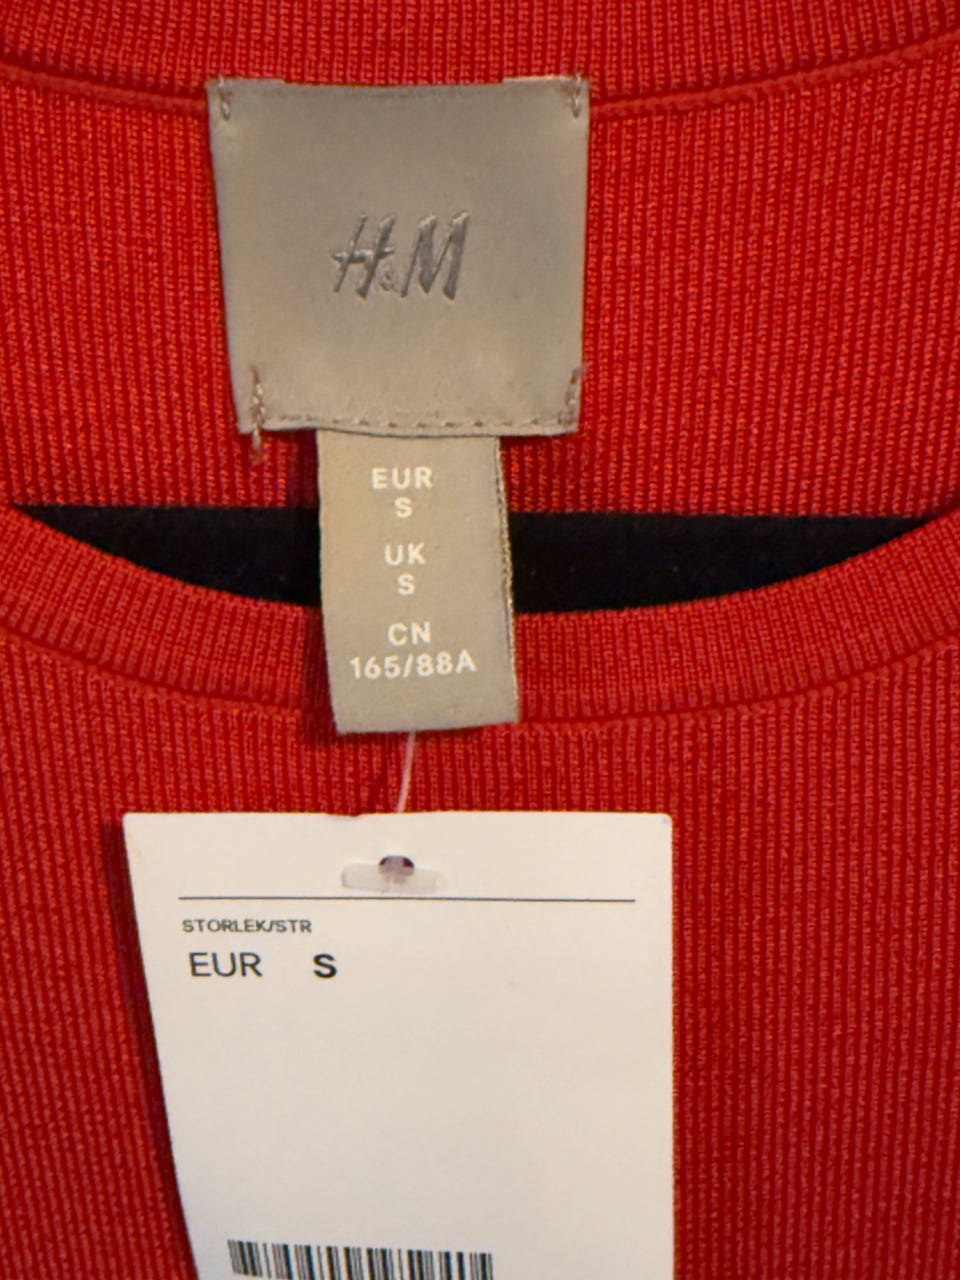 H&M
EUR
S
UK
S
CN
165/88A
STORLEK/STR
EUR S